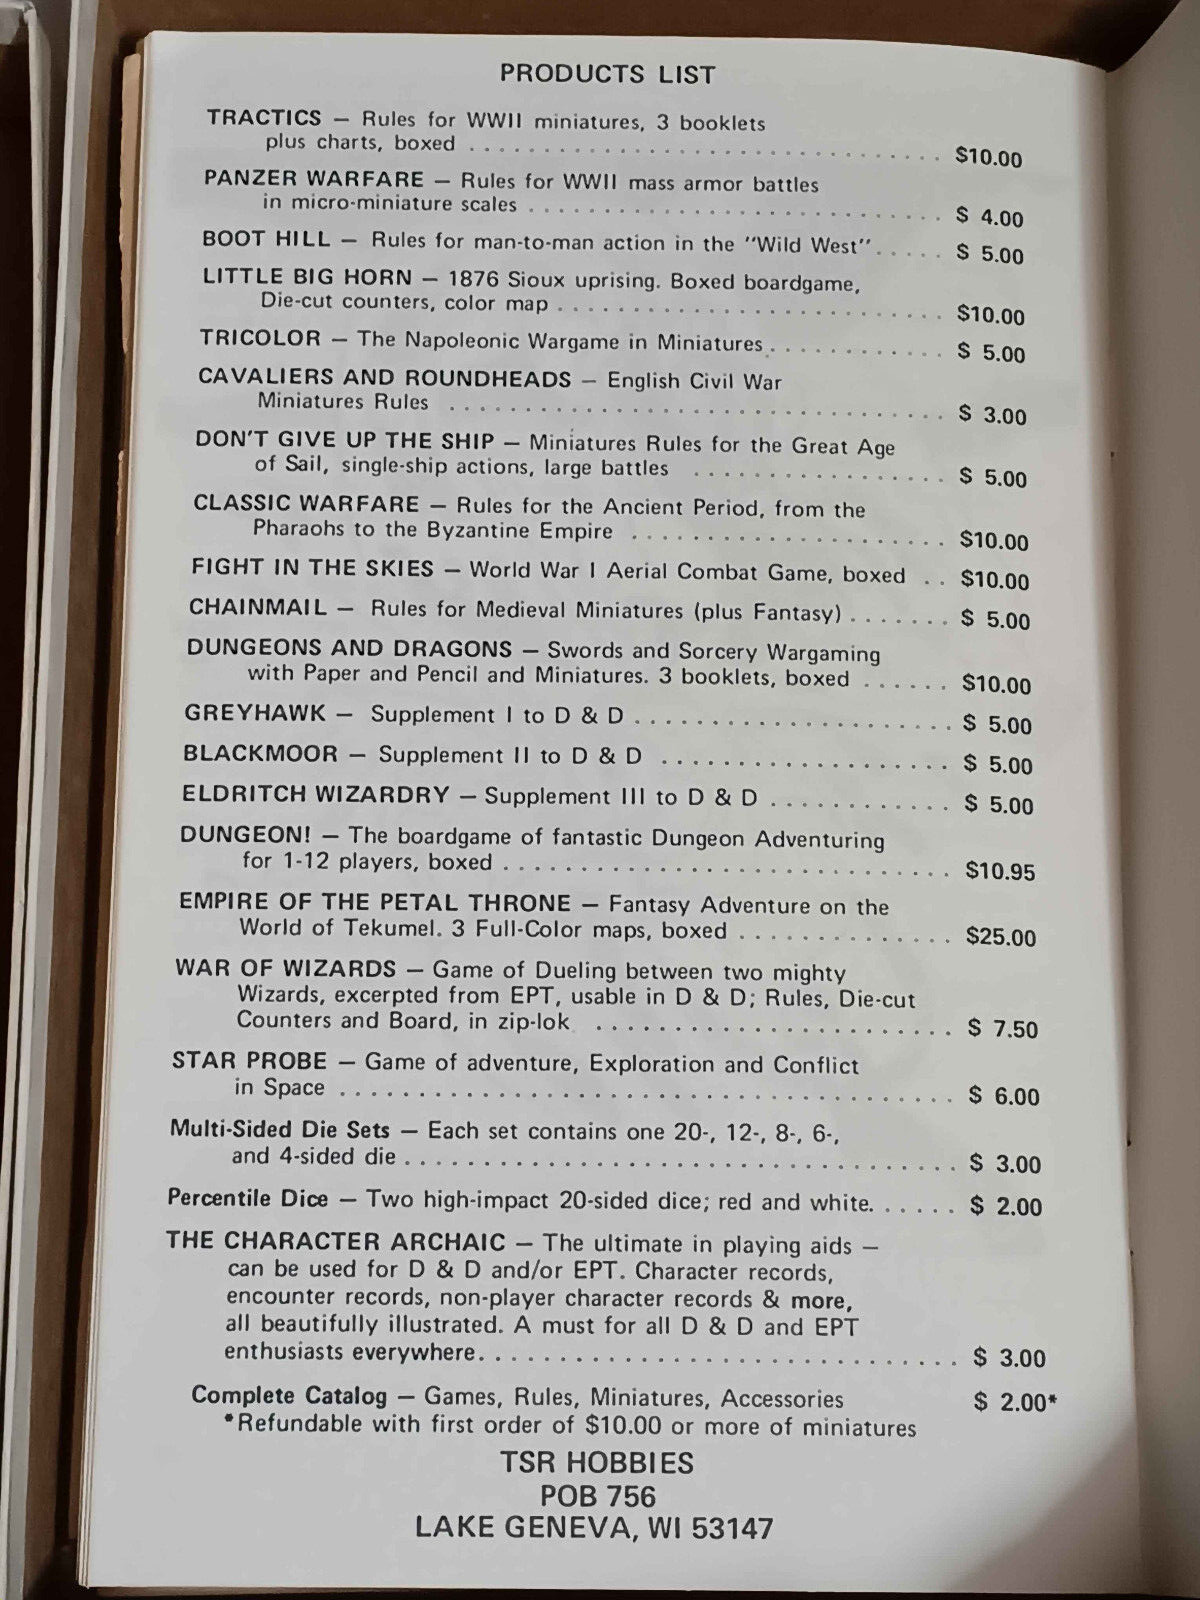 PRODUCTS LIST
TRACTICS — Rules for WWII miniatures, 3 booklets
plus charts, boxed . . . . . . . . . . . . . . . . . . . . . . . . . . . . . . . . $10.00
PANZER WARFARE — Rules for WWII mass armor battles
in micro-miniature scales . . . . . . . . . . . . . . . . . . . . . . . . . . . . $ 4.00
BOOT HILL — Rules for man-to-man action in the "Wild West" . . . . . $ 5.00
LITTLE BIG HORN — 1876 Sioux uprising. Boxed boardgame,
Die-cut counters, color map . . . . . . . . . . . . . . . . . . . . . . . . . . $10.00
TRICOLOR — The Napoleonic Wargame in Miniatures . . . . . . . . . . . . $ 5.00
CAVALIERS AND ROUNDHEADS — English Civil War
Miniatures Rules . . . . . . . . . . . . . . . . . . . . . . . . . . . . . . . . . $ 3.00
DON'T GIVE UP THE SHIP — Miniatures Rules for the Great Age
of Sail, single-ship actions, large battles . . . . . . . . . . . . . . . . . $ 5.00
CLASSIC WARFARE — Rules for the Ancient Period, from the
Pharaohs to the Byzantine Empire . . . . . . . . . . . . . . . . . . . . . $10.00
FIGHT IN THE SKIES — World War I Aerial Combat Game, boxed . . $10.00
CHAINMAIL — Rules for Medieval Miniatures (plus Fantasy) . . . . . . . $ 5.00
DUNGEONS AND DRAGONS — Swords and Sorcery Wargaming
with Paper and Pencil and Miniatures. 3 booklets, boxed . . . . . . $10.00
GREYHAWK — Supplement I to D & D . . . . . . . . . . . . . . . . . . . . . $ 5.00
BLACKMOOR — Supplement II to D & D . . . . . . . . . . . . . . . . . . . $ 5.00
ELDRITCH WIZARDRY — Supplement III to D & D . . . . . . . . . . . . $ 5.00
DUNGEON! — The boardgame of fantastic Dungeon Adventuring
for 1-12 players, boxed . . . . . . . . . . . . . . . . . . . . . . . . . . . . . . $10.95
EMPIRE OF THE PETAL THRONE — Fantasy Adventure on the
World of Tekumel. 3 Full-Color maps, boxed . . . . . . . . . . . . . . $25.00
WAR OF WIZARDS — Game of Dueling between two mighty
Wizards, excerpted from EPT, usable in D & D; Rules, Die-cut
Counters and Board, in zip-lok . . . . . . . . . . . . . . . . . . . . . . . . $ 7.50
STAR PROBE — Game of adventure, Exploration and Conflict
in Space . . . . . . . . . . . . . . . . . . . . . . . . . . . . . . . . . . . . . . . . . $ 6.00
Multi-Sided Die Sets — Each set contains one 20-, 12-, 8-, 6-,
and 4-sided die . . . . . . . . . . . . . . . . . . . . . . . . . . . . . . . . . . . . . $ 3.00
Percentile Dice — Two high-impact 20-sided dice; red and white. . . . . . $ 2.00
THE CHARACTER ARCHAIC — The ultimate in playing aids —
can be used for D & D and/or EPT. Character records,
encounter records, non-player character records & more,
all beautifully illustrated. A must for all D & D and EPT
enthusiasts everywhere. . . . . . . . . . . . . . . . . . . . . . . . . . . . . . . . $ 3.00
Complete Catalog — Games, Rules, Miniatures, Accessories $ 2.00*
*Refundable with first order of $10.00 or more of miniatures
TSR HOBBIES
POB 756
LAKE GENEVA, WI 53147